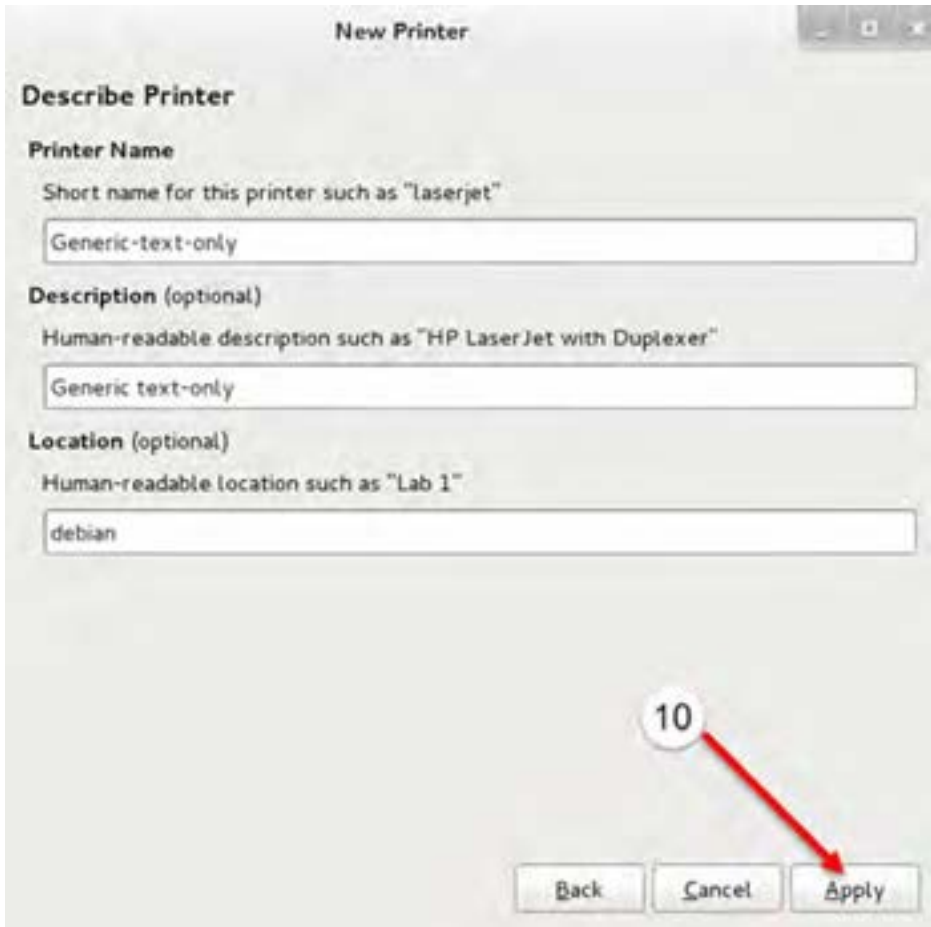 New Printer
Describe Printer
Printer Name
Short name for this printer such as "laserjet"
Generic-text-only
Description (optional)
Human-readable description such as "HP LaserJet with Duplexer"
Generic text-only
Location (optional)
Human-readable location such as "Lab 1"
debian
10
Back
Cancel
Apply